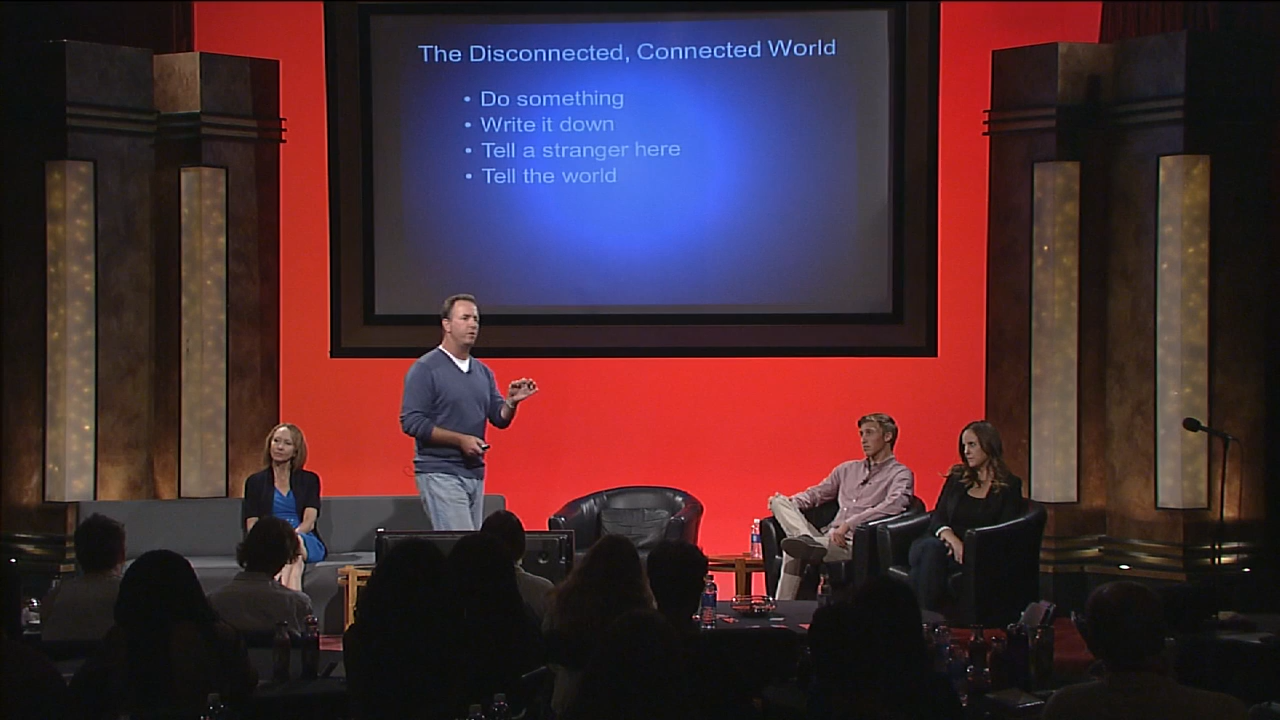 The Disconnected, Connected World
• Do something
• Write it down
• Tell a stranger here
• Tell the world